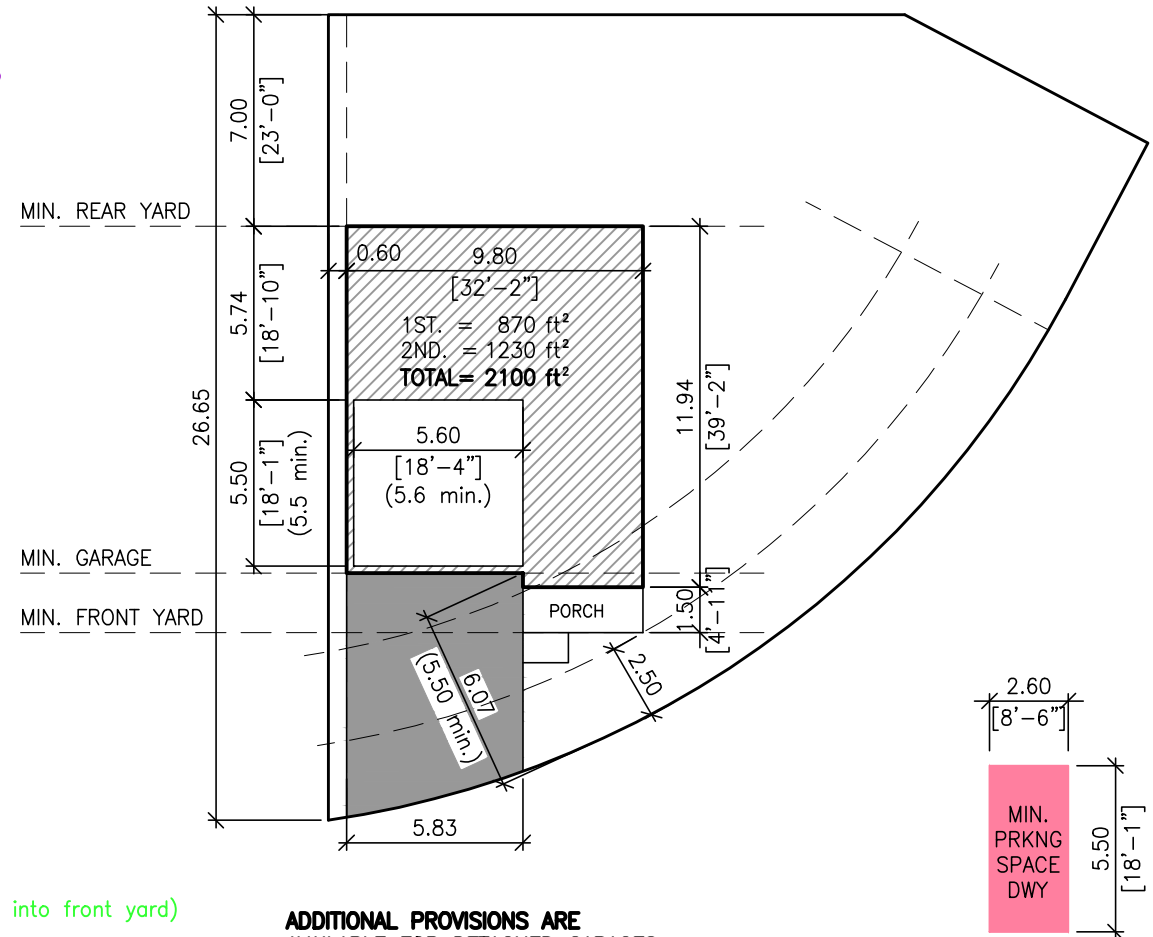 7.00
[23'-0"]
MIN. REAR YARD
0.60
9.80
[32'-2"]
5.74
[18'-10"]
1ST. = 870 ft²
2ND. = 1230 ft²
TOTAL= 2100 ft²
26.65
11.94
[39'-2"]
5.60
[18'-4"]
(5.6 min.)
5.50
[18'-1"]
(5.5 min.)
MIN. GARAGE
MIN. FRONT YARD
PORCH
1.50
[4'-11"]
6.07
(5.50 min.)
2.50
5.83
2.60
[8'-6"]
MIN.
PRKNG
SPACE
DWY
5.50
[18'-1"]
into front yard)
ADDITIONAL PROVISIONS ARE